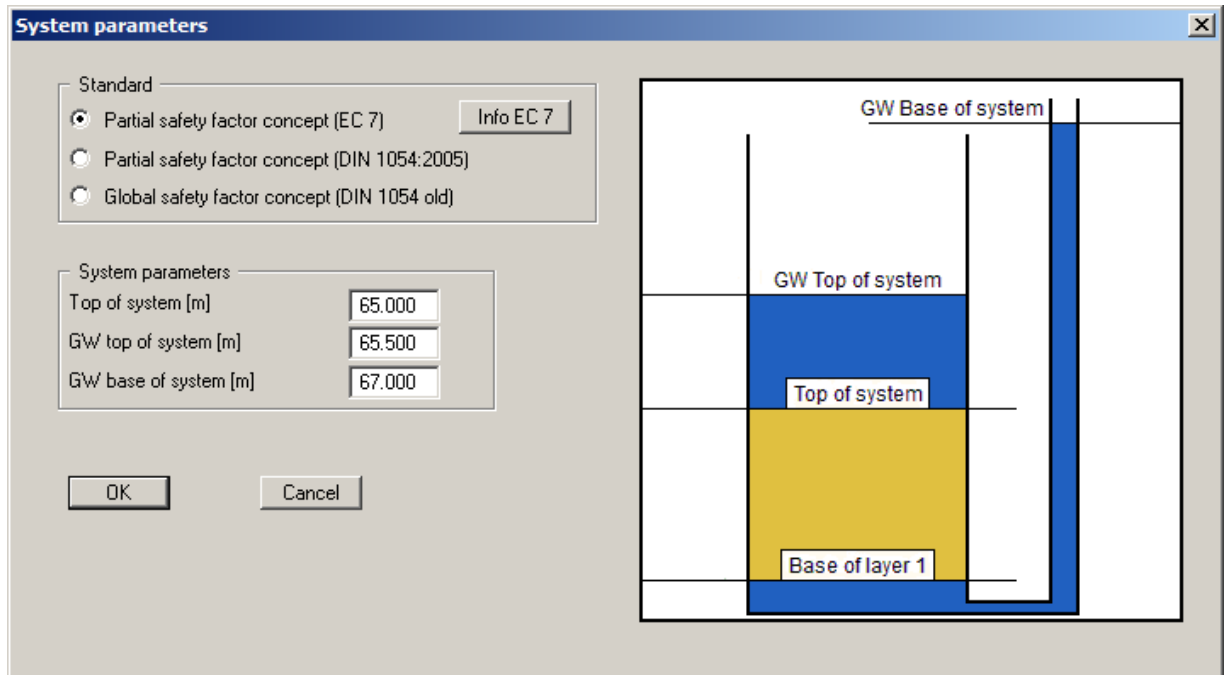 System parameters
Standard
Partial safety factor concept (EC 7)
Info EC 7
Partial safety factor concept (DIN 1054:2005)
Global safety factor concept (DIN 1054 old)
System parameters
Top of system [m]
65.000
GW top of system [m]
65.500
GW base of system [m]
67.000
OK
Cancel
GW Base of system
GW Top of system
Top of system
Base of layer 1